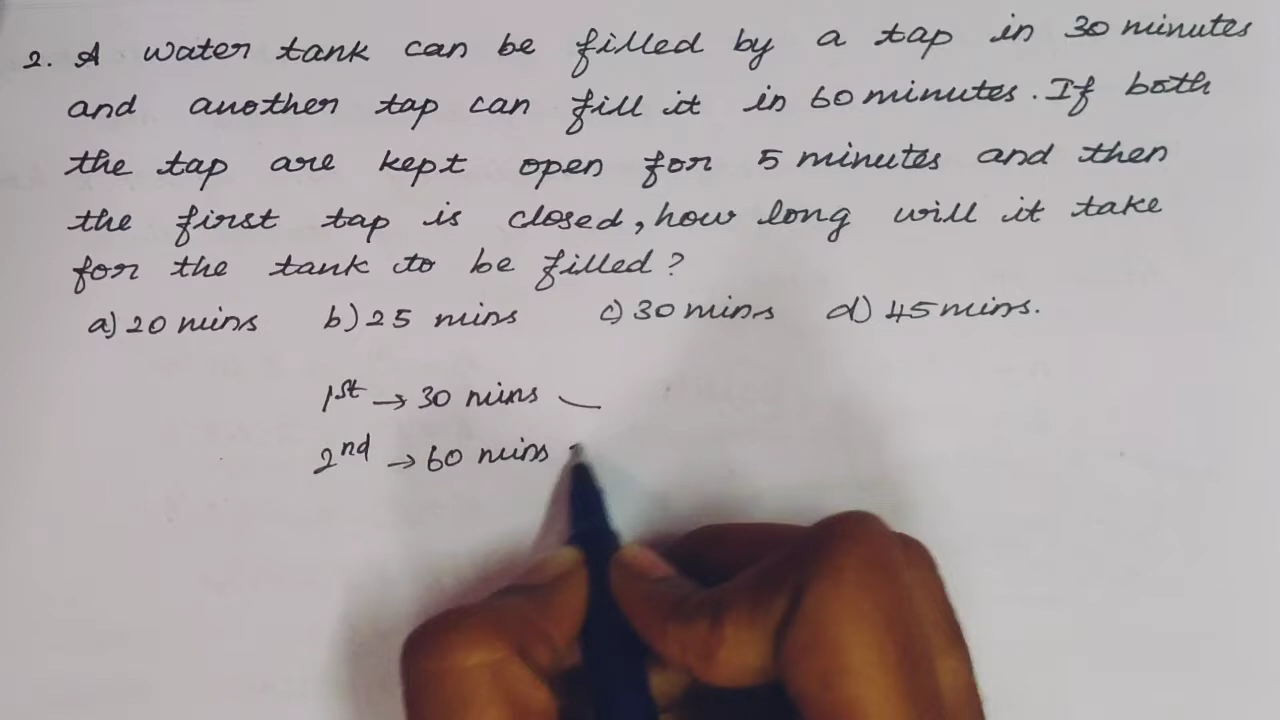 2. A water tank can be filled by a tap in 30 minutes
and another tap can fill it in 60 minutes. If both
the tap are kept open for 5 minutes and then
the first tap is closed, how long will it take
for the tank to be filled?
a) 20 mins b) 25 mins c) 30 mins d) 45 mins.
1st → 30 mins
2nd → 60 mins